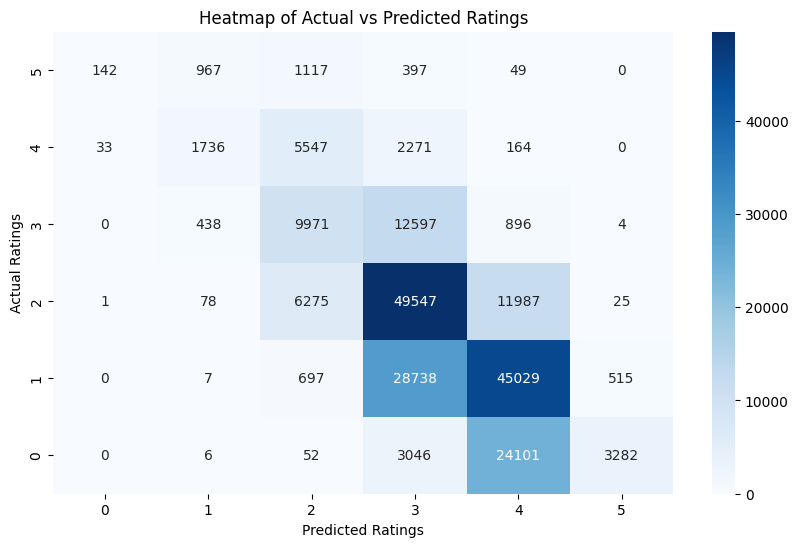 Heatmap of Actual vs Predicted Ratings
Actual Ratings
5 142 967 1117 397 49 0
4 33 1736 5547 2271 164 0
3 0 438 9971 12597 896 4
2 1 78 6275 49547 11987 25
1 0 7 697 28738 45029 515
0 0 6 52 3046 24101 3282
0 1 2 3 4 5
Predicted Ratings
40000
30000
20000
10000
0